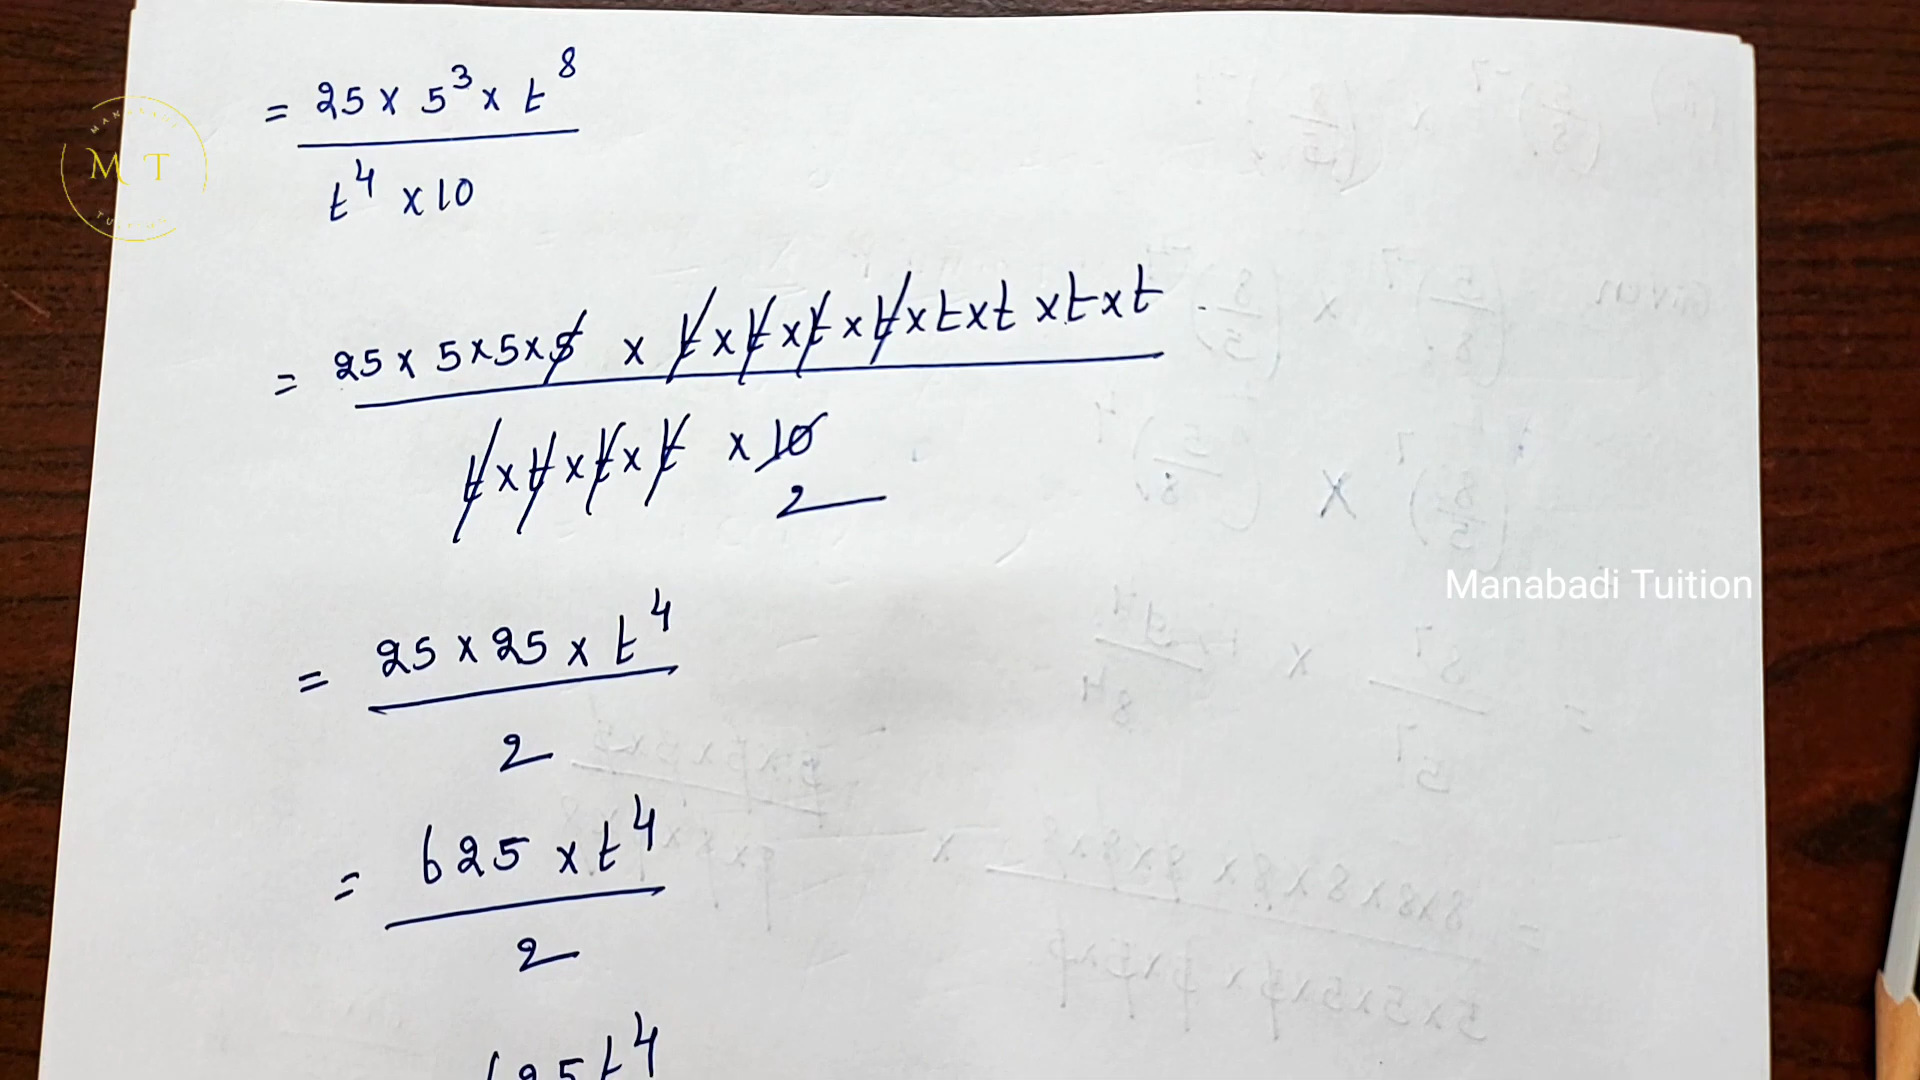 = 25 x 5³ x t⁸
t⁴ x 10
= 25 x 5 x 5 x 5 x t x t x t x t x t x t x t x t
t x t x t x t x 10
2
= 25 x 25 x t⁴
2
= 625 x t⁴
2
625t⁴
M T
Manabadi Tuition